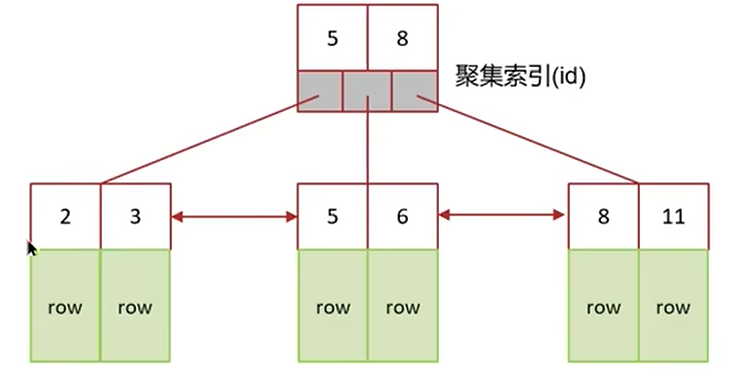 5 8
聚集索引(id)
2 3 5 6 8 11
row row row row row row